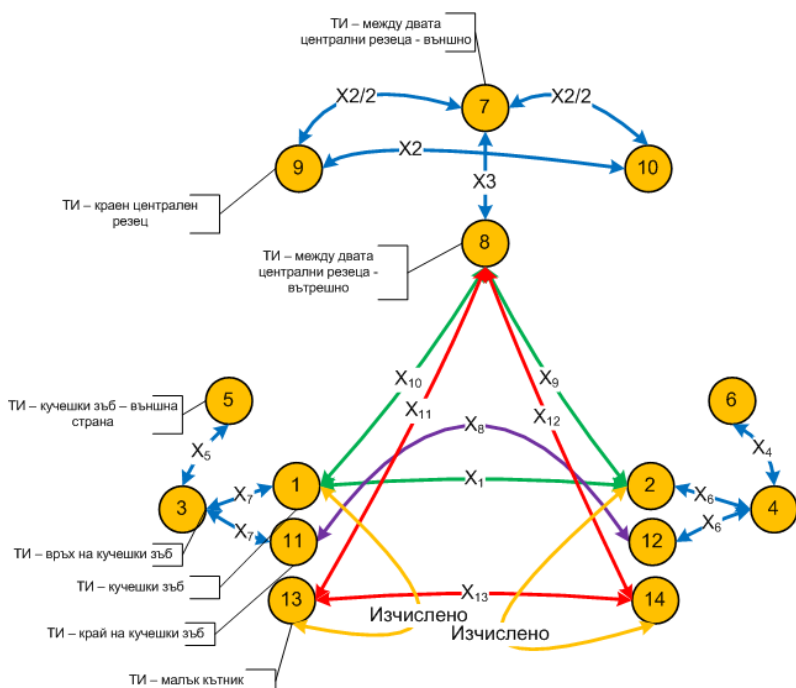 ТИ – между двата
централни резеца - външно
7
X2/2
X2/2
X2
9
10
X3
ТИ – краен централен
резец
8
ТИ – между двата
централни резеца -
вътрешно
X10
X9
X11
X12
ТИ – кучешки зъб – външна
страна
5
6
X8
X5
X4
1
X1
2
3
X7
X6
4
X7
X6
11
12
ТИ – връх на кучешки зъб
ТИ – кучешки зъб
13
X13
14
Изчислено
Изчислено
ТИ – край на кучешки зъб
ТИ – малък кътник